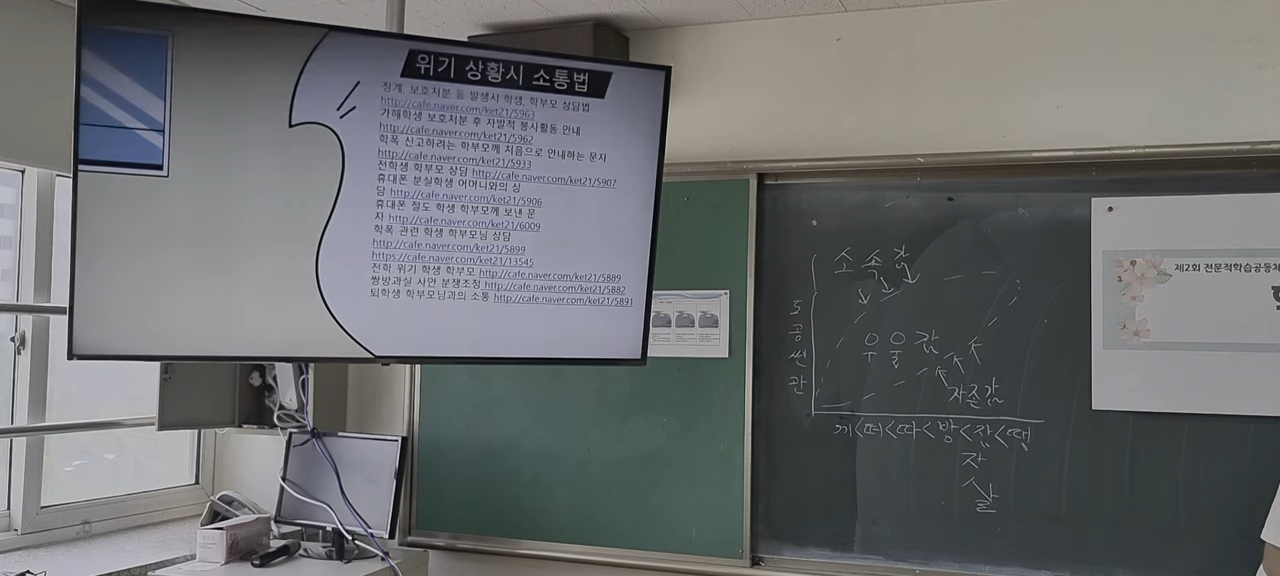 위기 상황시 소통법
징계, 보호처분 등 발생시 학생, 학부모 상담법
http://cafe.naver.com/ket21/5963
가해학생 보호처분 후 자발적 봉사활동 안내
http://cafe.naver.com/ket21/5962
학폭 신고하려는 학부모께 처음으로 안내하는 문자
http://cafe.naver.com/ket21/5933
전학생 학부모 상담 http://cafe.naver.com/ket21/5907
휴대폰 분실학생 어머니와의 상
담 http://cafe.naver.com/ket21/5906
휴대폰 절도 학생 학부모께 보낸 문
자 http://cafe.naver.com/ket21/6009
학폭 관련 학생 학부모님 상담
http://cafe.naver.com/ket21/5899
https://cafe.naver.com/ket21/13545
전학 위기 학생 학부모 http://cafe.naver.com/ket21/5889
쌍방과실 사안 분쟁조정 http://cafe.naver.com/ket21/5882
퇴학생 학부모님과의 소통 http://cafe.naver.com/ket21/5891
소속감
도공쎈관
우울감
자존감
끼<떠<따<방<잔<땡
자
살
제2회 전문적학습공동체